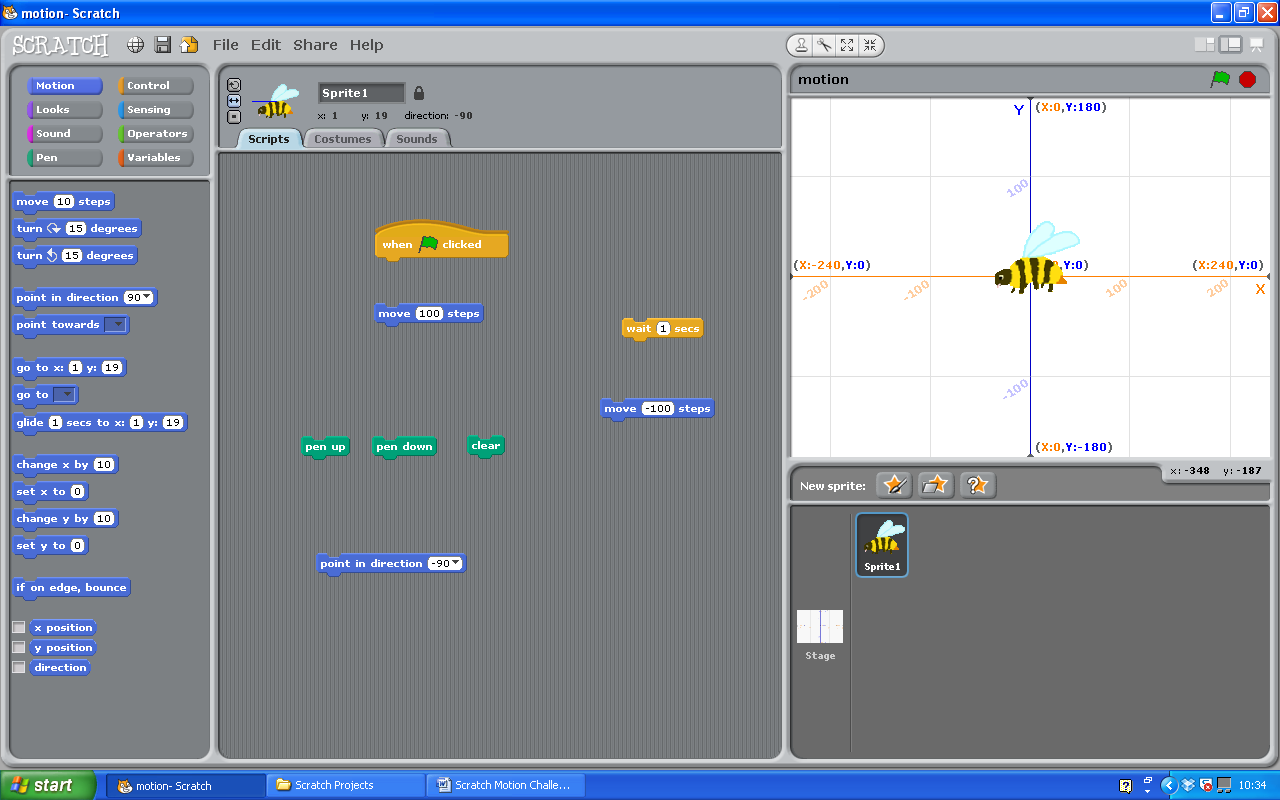 motion- Scratch
SCRATCH File Edit Share Help
Motion Control
Looks Sensing
Sound Operators
Pen Variables
move 10 steps
turn 15 degrees
turn 15 degrees
point in direction 90
point towards
go to x: 1 y: 19
go to
glide 1 secs to x: 1 y: 19
change x by 10
set x to 0
change y by 10
set y to 0
if on edge, bounce
x position
y position
direction
Sprite1
x: 1 y: 19 direction: -90
Scripts Costumes Sounds
when clicked
move 100 steps
wait 1 secs
move -100 steps
pen up pen down clear
point in direction -90
motion
Y (X:0,Y:180)
100
(X:-240,Y:0) ,Y:0) (X:240,Y:0)
-200 -100 100 200 X
-100
(X:0,Y:-180)
x: -348 y: -187
New sprite:
Sprite1
Stage
start motion- Scratch Scratch Projects Scratch Motion Challe... 10:34